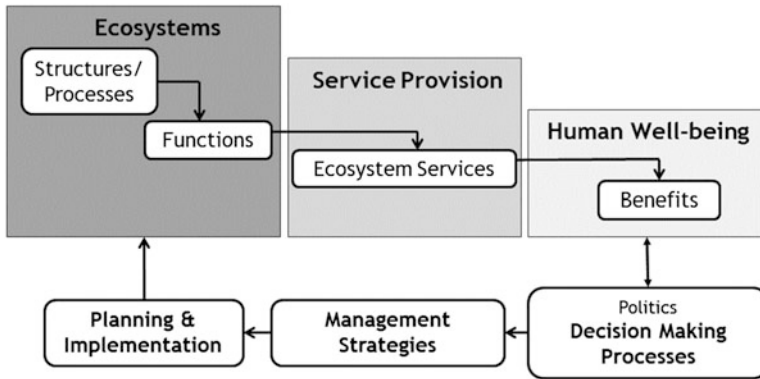 Ecosystems
Structures/
Processes
Functions
Service Provision
Ecosystem Services
Human Well-being
Benefits
Planning &
Implementation
Management
Strategies
Politics
Decision Making
Processes